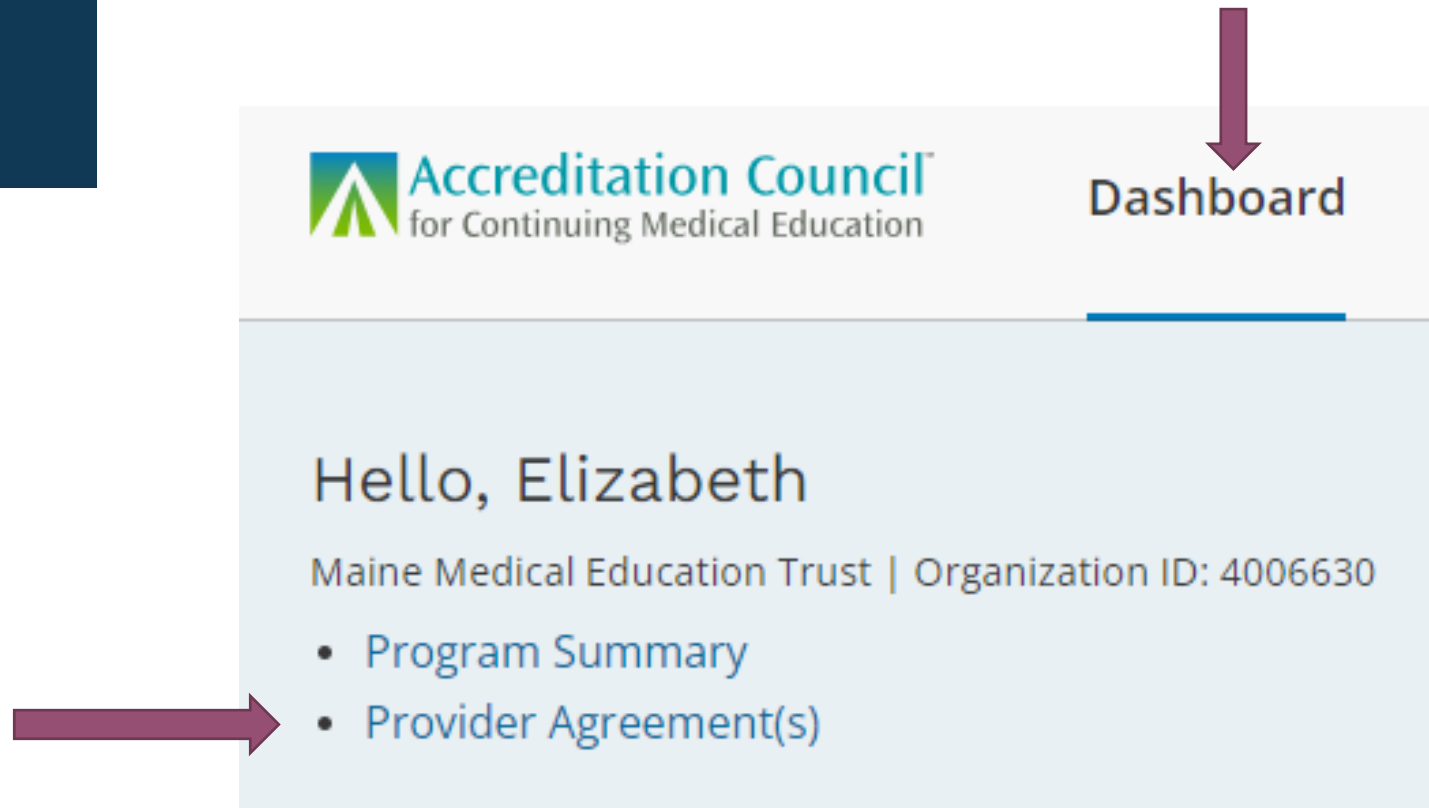 Accreditation Council™
for Continuing Medical Education
Dashboard
Hello, Elizabeth
Maine Medical Education Trust | Organization ID: 4006630
• Program Summary
• Provider Agreement(s)